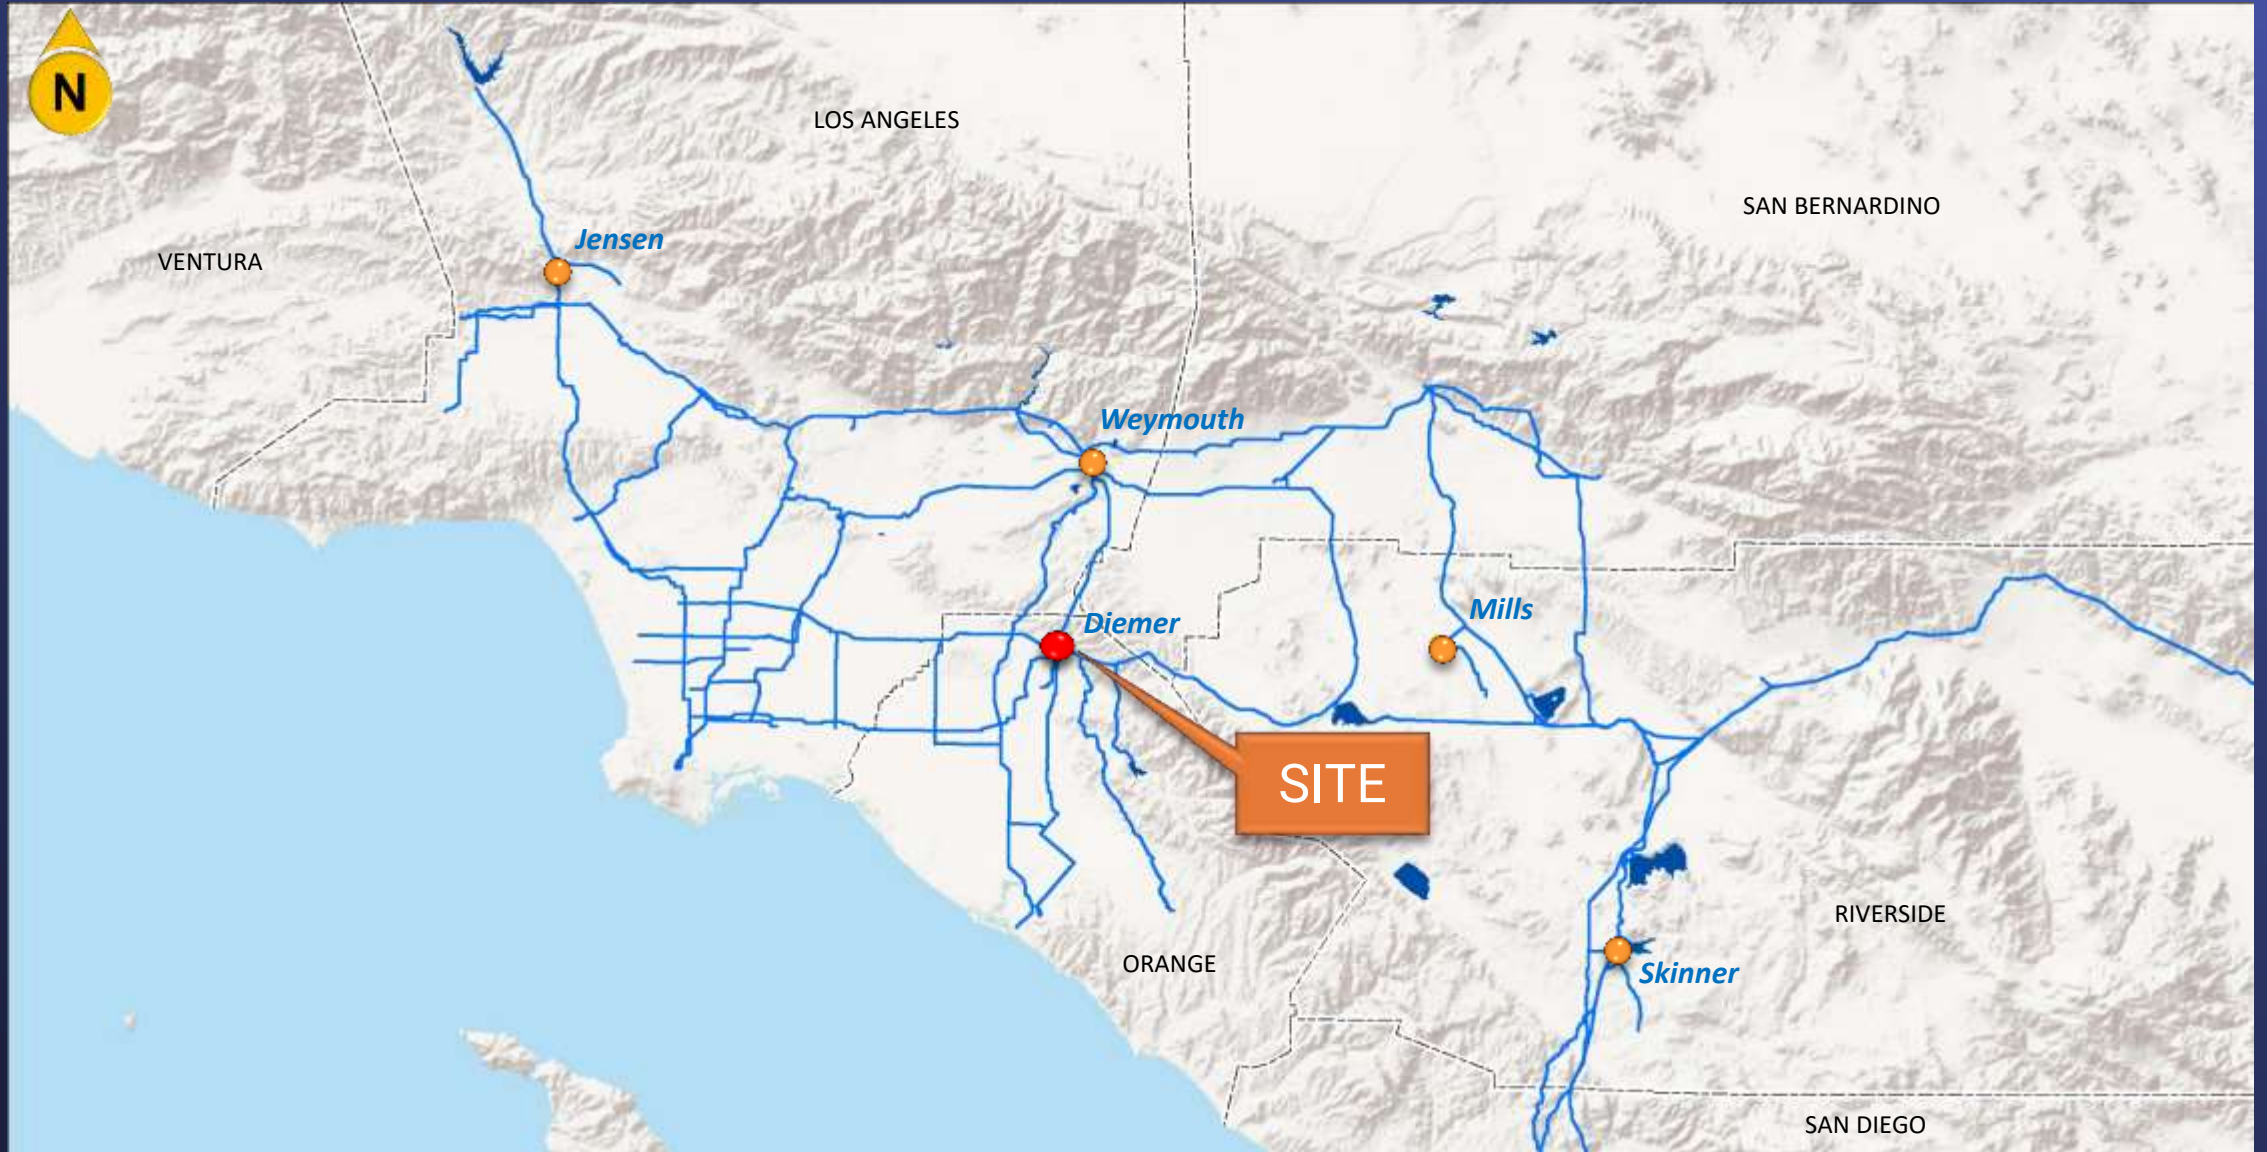 N
LOS ANGELES
SAN BERNARDINO
Jensen
VENTURA
Weymouth
Mills
Diemer
SITE
RIVERSIDE
ORANGE
Skinner
SAN DIEGO